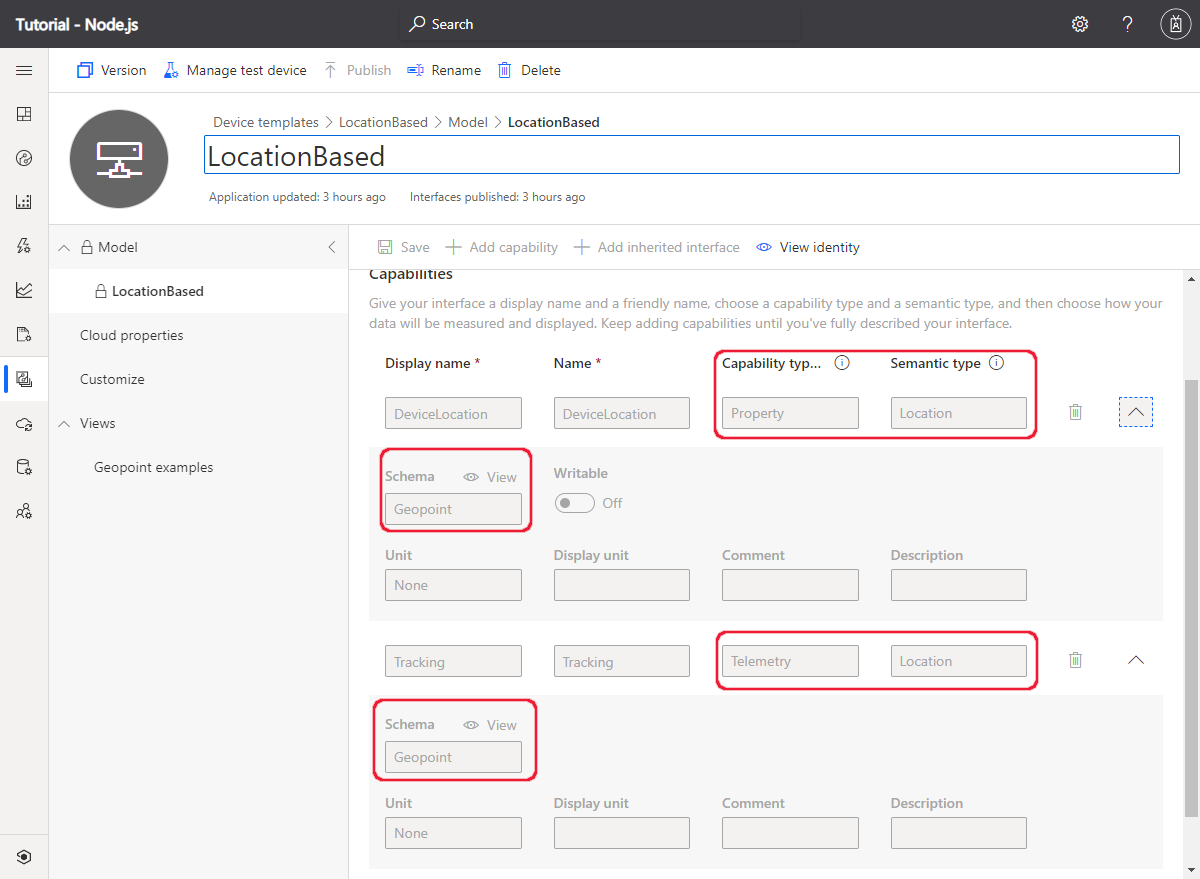 Tutorial - Node.js
Search
?
Version Manage test device Publish Rename Delete
Device templates > LocationBased > Model > LocationBased
LocationBased
Application updated: 3 hours ago Interfaces published: 3 hours ago
Model
LocationBased
Cloud properties
Customize
Views
Geopoint examples
Save Add capability Add inherited interface View identity
Capabilities
Give your interface a display name and a friendly name, choose a capability type and a semantic type, and then choose how your
data will be measured and displayed. Keep adding capabilities until you've fully described your interface.
Display name * Name * Capability typ... Semantic type
DeviceLocation DeviceLocation Property Location
Schema View Writable
Geopoint Off
Unit Display unit Comment Description
None
Tracking Tracking Telemetry Location
Schema View
Geopoint
Unit Display unit Comment Description
None